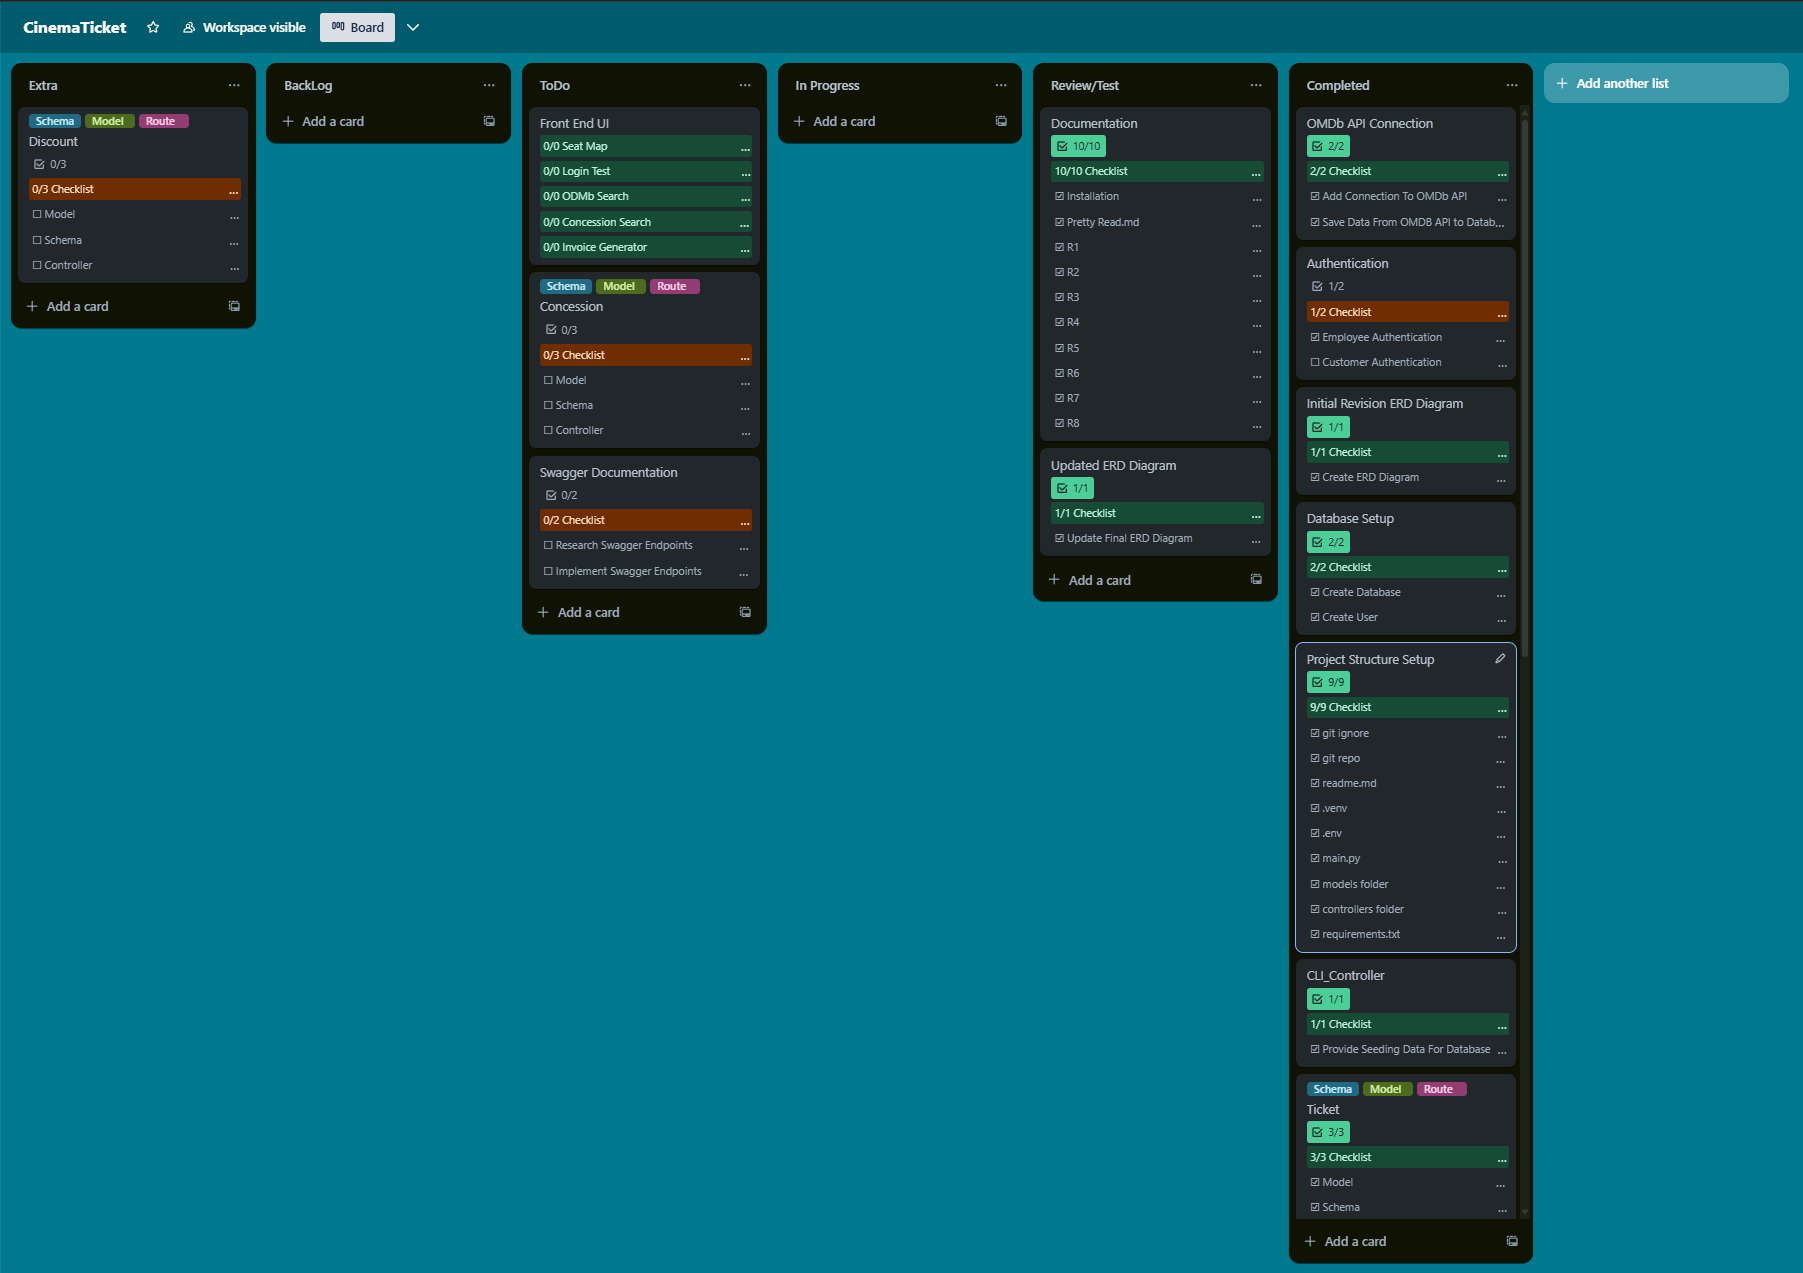 CinemaTicket
Workspace visible
Board
Extra
Schema Model Route
Discount
0/3
0/3 Checklist ...
Model ...
Schema ...
Controller ...
Add a card
BackLog
Add a card
ToDo
Front End UI
0/0 Seat Map ...
0/0 Login Test ...
0/0 ODMb Search ...
0/0 Concession Search ...
0/0 Invoice Generator ...
Schema Model Route
Concession
0/3
0/3 Checklist ...
Model ...
Schema ...
Controller ...
Swagger Documentation
0/2
0/2 Checklist ...
Research Swagger Endpoints ...
Implement Swagger Endpoints ...
Add a card
In Progress
Add a card
Review/Test
Documentation
10/10
10/10 Checklist ...
Installation ...
Pretty Read.md ...
R1 ...
R2 ...
R3 ...
R4 ...
R5 ...
R6 ...
R7 ...
R8 ...
Updated ERD Diagram
1/1
1/1 Checklist ...
Update Final ERD Diagram ...
Add a card
Completed
OMDb API Connection
2/2
2/2 Checklist ...
Add Connection To OMDb API ...
Save Data From OMDB API to Datab...
Authentication
1/2
1/2 Checklist ...
Employee Authentication ...
Customer Authentication ...
Initial Revision ERD Diagram
1/1
1/1 Checklist ...
Create ERD Diagram ...
Database Setup
2/2
2/2 Checklist ...
Create Database ...
Create User ...
Project Structure Setup
9/9
9/9 Checklist ...
git ignore ...
git repo ...
readme.md ...
.venv ...
.env ...
main.py ...
models folder ...
controllers folder ...
requirements.txt ...
CLI_Controller
1/1
1/1 Checklist ...
Provide Seeding Data For Database ...
Schema Model Route
Ticket
3/3
3/3 Checklist ...
Model ...
Schema ...
Add a card
Add another list